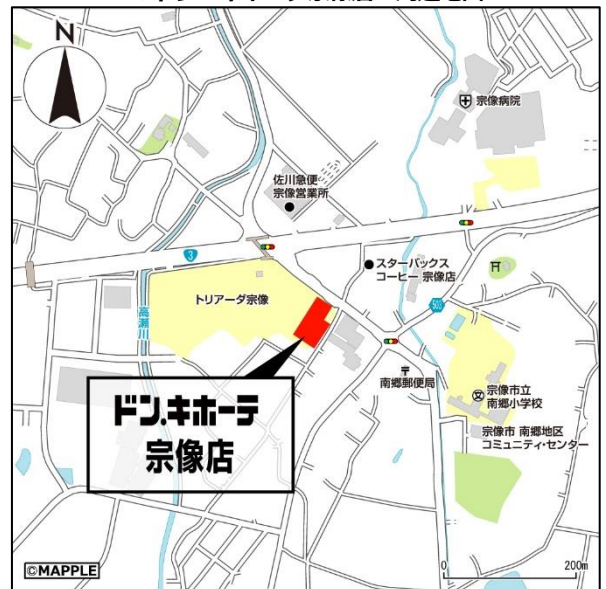 N
宗像病院
佐川急便
宗像営業所
3
スターバックス
コーヒー 宗像店
トリアーダ宗像
503
高瀬川
南郷郵便局
宗像市立
南郷小学校
宗像市 南郷地区
コミュニティ・センター
ドン.キホーテ
宗像店
©MAPPLE
0 200m